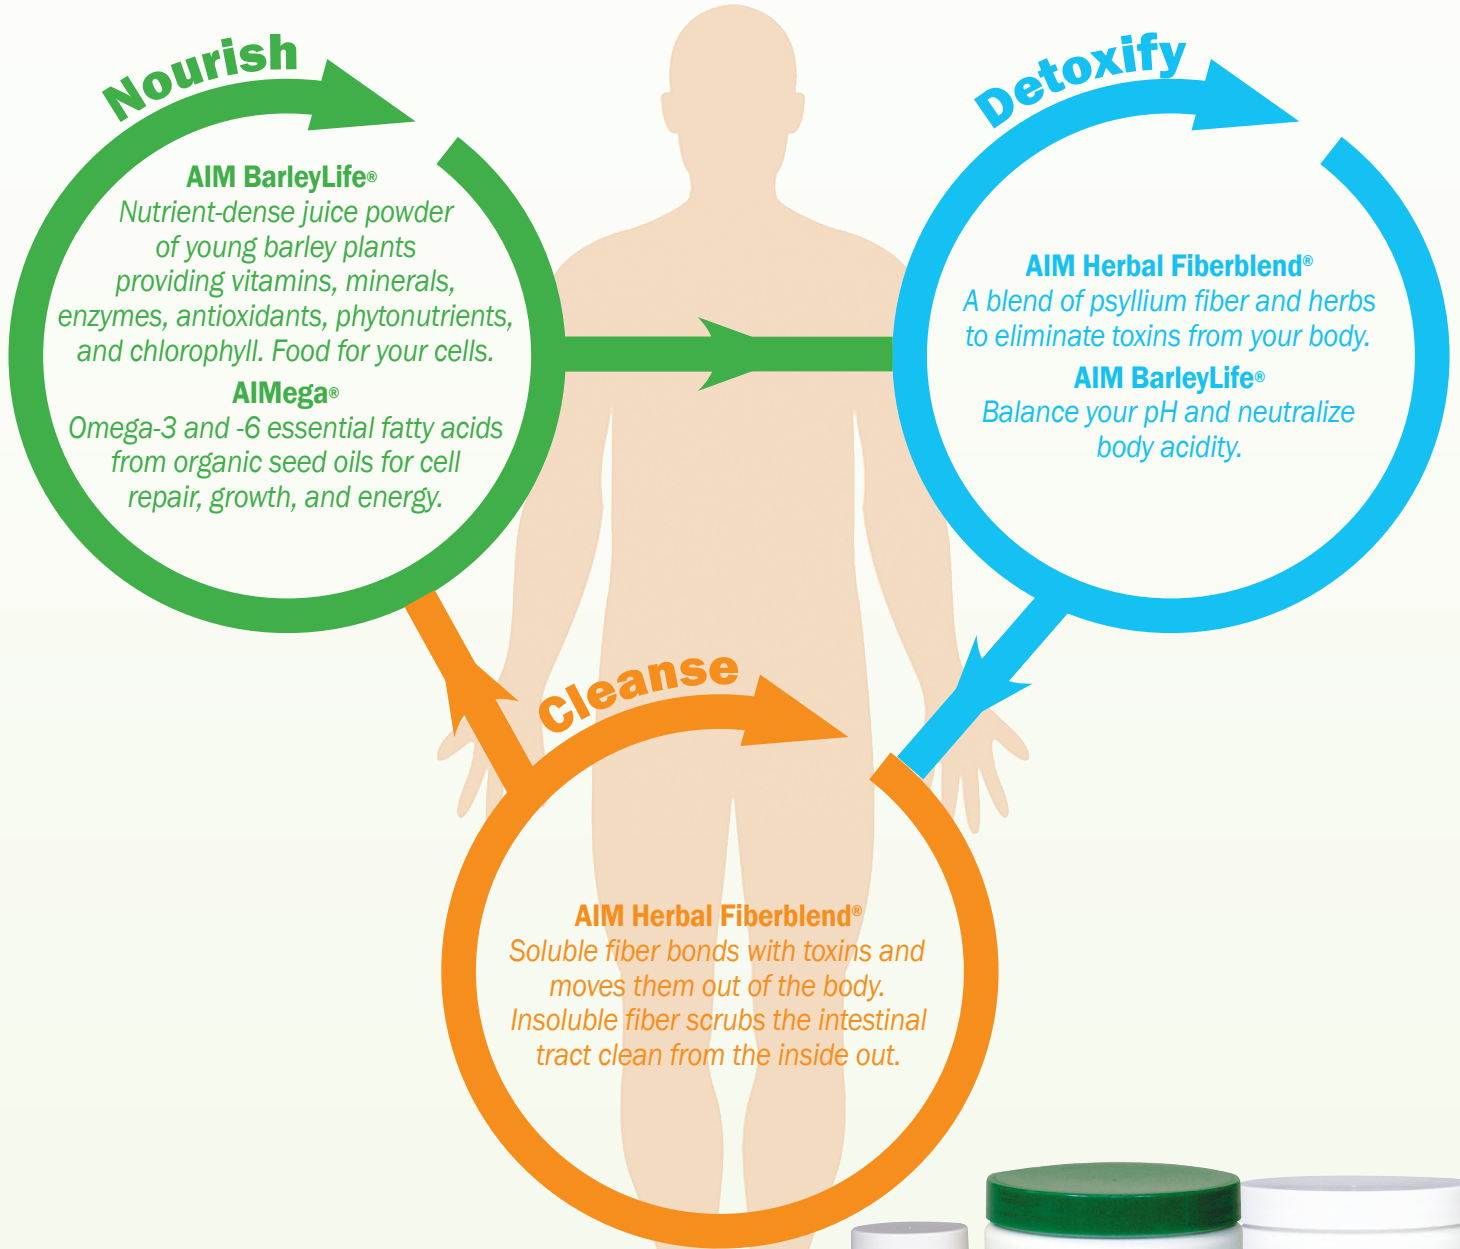 Nourish
AIM BarleyLife®
Nutrient-dense juice powder
of young barley plants
providing vitamins, minerals,
enzymes, antioxidants, phytonutrients,
and chlorophyll. Food for your cells.
AIMega®
Omega-3 and -6 essential fatty acids
from organic seed oils for cell
repair, growth, and energy.
Detoxify
AIM Herbal Fiberblend®
A blend of psyllium fiber and herbs
to eliminate toxins from your body.
AIM BarleyLife®
Balance your pH and neutralize
body acidity.
Cleanse
AIM Herbal Fiberblend®
Soluble fiber bonds with toxins and
moves them out of the body.
Insoluble fiber scrubs the intestinal
tract clean from the inside out.